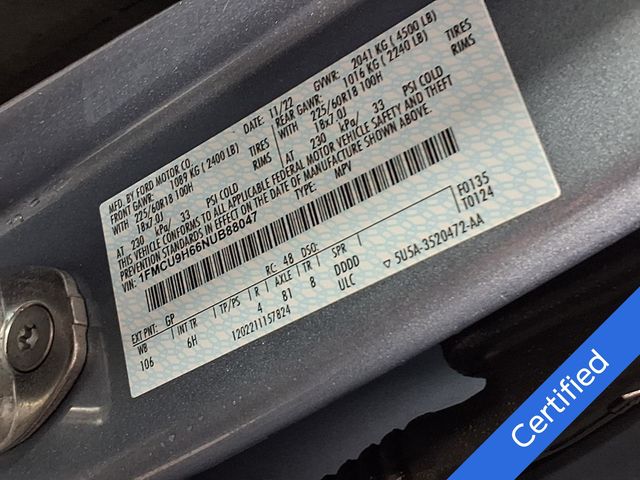 MFD. BY FORD MOTOR CO.
DATE: 11/22 GVWR: 2041 KG ( 4500 LB)
FRONT GAWR: 1089 KG ( 2400 LB) REAR GAWR: 1016 KG ( 2240 LB)
225/60R18 100H TIRES WITH 225/60R18 100H TIRES
18x7.0J RIMS 18x7.0J RIMS
AT 230 kPa/ 33 PSI COLD AT 230 kPa/ 33 PSI COLD
THIS VEHICLE CONFORMS TO ALL APPLICABLE FEDERAL MOTOR VEHICLE SAFETY AND THEFT
PREVENTION STANDARDS IN EFFECT ON THE DATE OF MANUFACTURE SHOWN ABOVE.
VIN: 1FMCU9H66NUB88047 TYPE: MPV
F0135
T0124
EXT PNT: GP RC: 48 DSO:
WB INT TR TP/PS R AXLE TR SPR
106 6H 4 81 8 DDDD
1202211157824 ULC ▽ 5U5A-3520472-AA
Certified